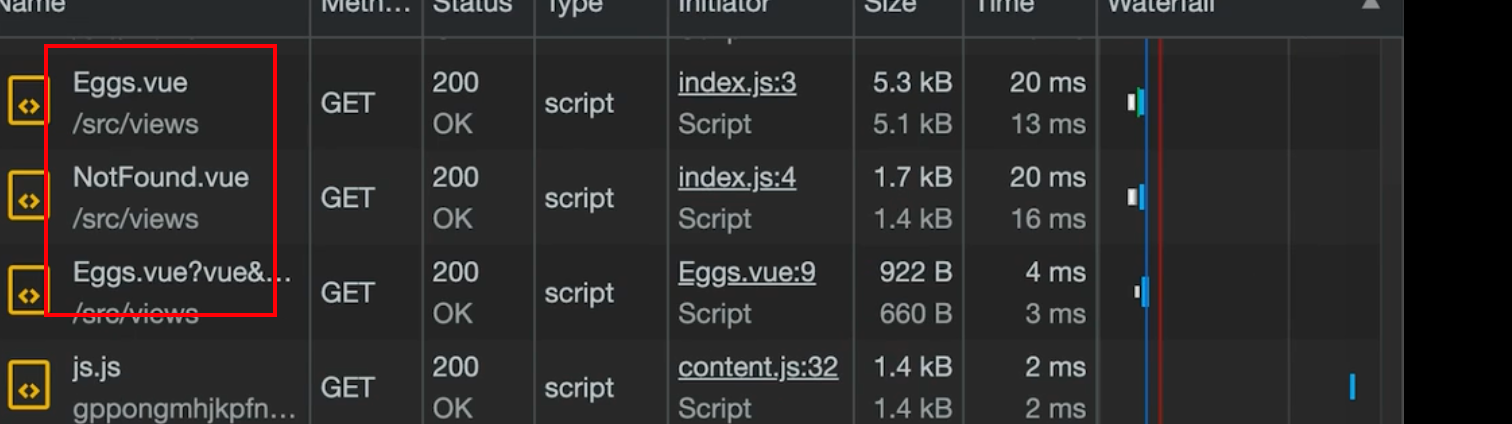 Name Meth... Status Type Initiator Size Time Waterfall
Eggs.vue 200 index.js:3 5.3 kB 20 ms
GET script
/src/views OK Script 5.1 kB 13 ms
NotFound.vue 200 index.js:4 1.7 kB 20 ms
GET script
/src/views OK Script 1.4 kB 16 ms
Eggs.vue?vue&... 200 Eggs.vue:9 922 B 4 ms
GET script
/src/views OK Script 660 B 3 ms
js.js 200 content.js:32 1.4 kB 2 ms
GET script
gppongmhjkpfn... OK Script 1.4 kB 2 ms